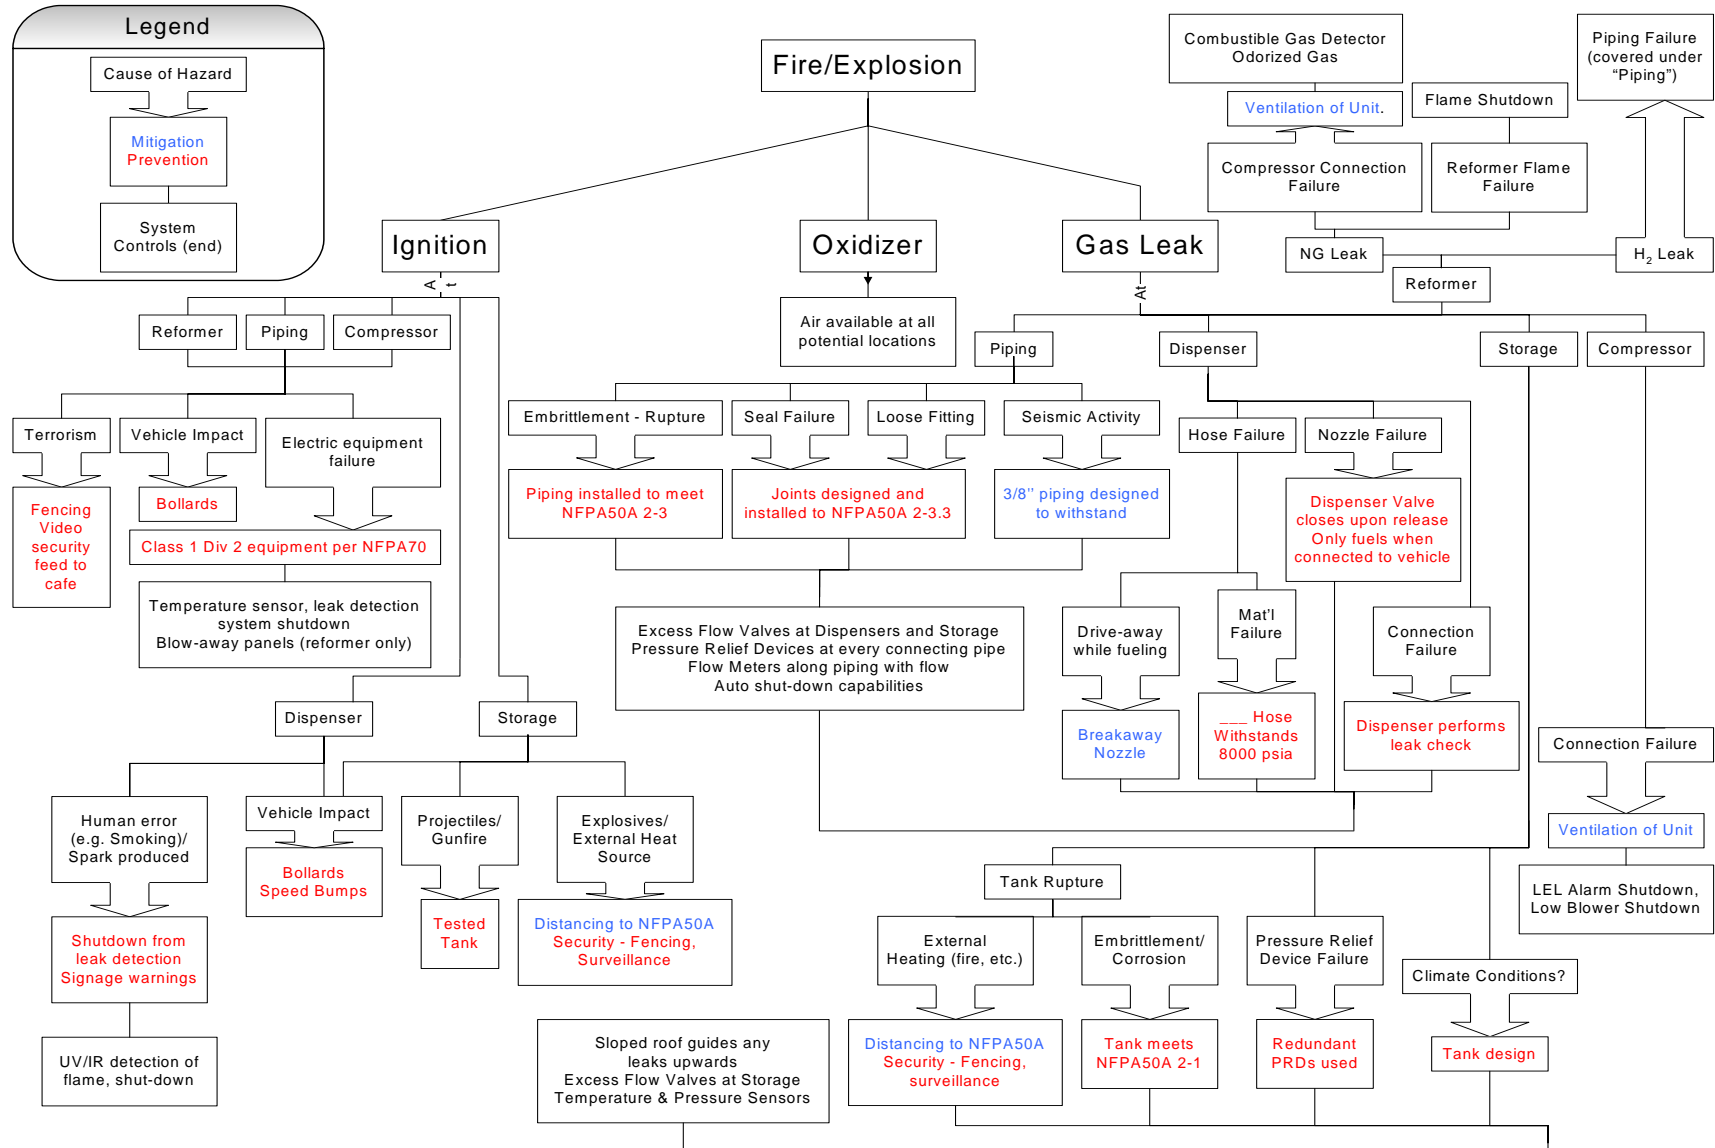 Legend
Cause of Hazard
Mitigation
Prevention
System
Controls (end)
Fire/Explosion
Combustible Gas Detector
Odorized Gas
Ventilation of Unit.
Compressor Connection
Failure
Flame Shutdown
Reformer Flame
Failure
Piping Failure
(covered under
“Piping”)
NG Leak
H₂ Leak
Reformer
Ignition
Oxidizer
Gas Leak
At
At
Air available at all
potential locations
Reformer
Piping
Compressor
Terrorism
Vehicle Impact
Electric equipment
failure
Fencing
Video
security
feed to
cafe
Bollards
Class 1 Div 2 equipment per NFPA70
Temperature sensor, leak detection
system shutdown
Blow-away panels (reformer only)
Dispenser
Storage
Human error
(e.g. Smoking)/
Spark produced
Vehicle Impact
Projectiles/
Gunfire
Explosives/
External Heat
Source
Shutdown from
leak detection
Signage warnings
Bollards
Speed Bumps
Tested
Tank
Distancing to NFPA50A
Security - Fencing,
Surveillance
UV/IR detection of
flame, shut-down
Piping
Dispenser
Storage
Compressor
Embrittlement - Rupture
Seal Failure
Loose Fitting
Seismic Activity
Piping installed to meet
NFPA50A 2-3
Joints designed and
installed to NFPA50A 2-3.3
3/8’’ piping designed
to withstand
Excess Flow Valves at Dispensers and Storage
Pressure Relief Devices at every connecting pipe
Flow Meters along piping with flow
Auto shut-down capabilities
Hose Failure
Nozzle Failure
Dispenser Valve
closes upon release
Only fuels when
connected to vehicle
Drive-away
while fueling
Mat'l
Failure
Connection
Failure
Breakaway
Nozzle
___ Hose
Withstands
8000 psia
Dispenser performs
leak check
Connection Failure
Ventilation of Unit
LEL Alarm Shutdown,
Low Blower Shutdown
Tank Rupture
External
Heating (fire, etc.)
Embrittlement/
Corrosion
Pressure Relief
Device Failure
Climate Conditions?
Distancing to NFPA50A
Security - Fencing,
surveillance
Tank meets
NFPA50A 2-1
Redundant
PRDs used
Tank design
Sloped roof guides any
leaks upwards
Excess Flow Valves at Storage
Temperature & Pressure Sensors